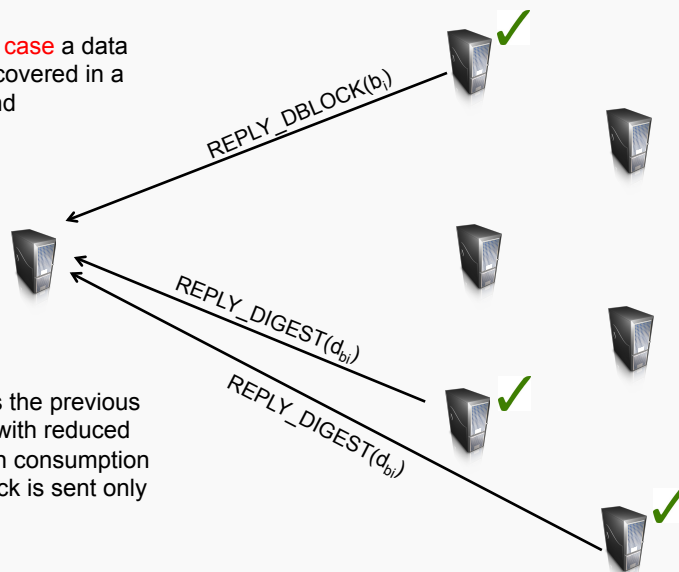 case a data
covered in a
nd
REPLY_DBLOCK(bi)
REPLY_DIGEST(dbi)
REPLY_DIGEST(dbi)
s the previous
with reduced
n consumption
ck is sent only